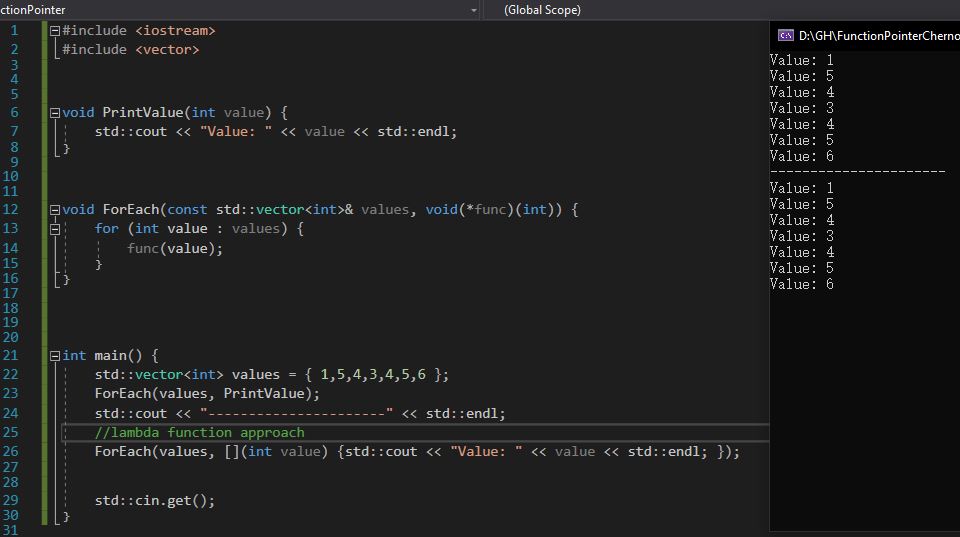 ctionPointer (Global Scope)
1 #include <iostream>
2 #include <vector>
3
4
5
6 void PrintValue(int value) {
7 std::cout << "Value: " << value << std::endl;
8 }
9
10
11
12 void ForEach(const std::vector<int>& values, void(*func)(int)) {
13 for (int value : values) {
14 func(value);
15 }
16 }
17
18
19
20
21 int main() {
22 std::vector<int> values = { 1,5,4,3,4,5,6 };
23 ForEach(values, PrintValue);
24 std::cout << "----------------------" << std::endl;
25 //lambda function approach
26 ForEach(values, [](int value) {std::cout << "Value: " << value << std::endl; });
27
28
29 std::cin.get();
30 }
31
D:\GH\FunctionPointerCherno
Value: 1
Value: 5
Value: 4
Value: 3
Value: 4
Value: 5
Value: 6
----------------------
Value: 1
Value: 5
Value: 4
Value: 3
Value: 4
Value: 5
Value: 6